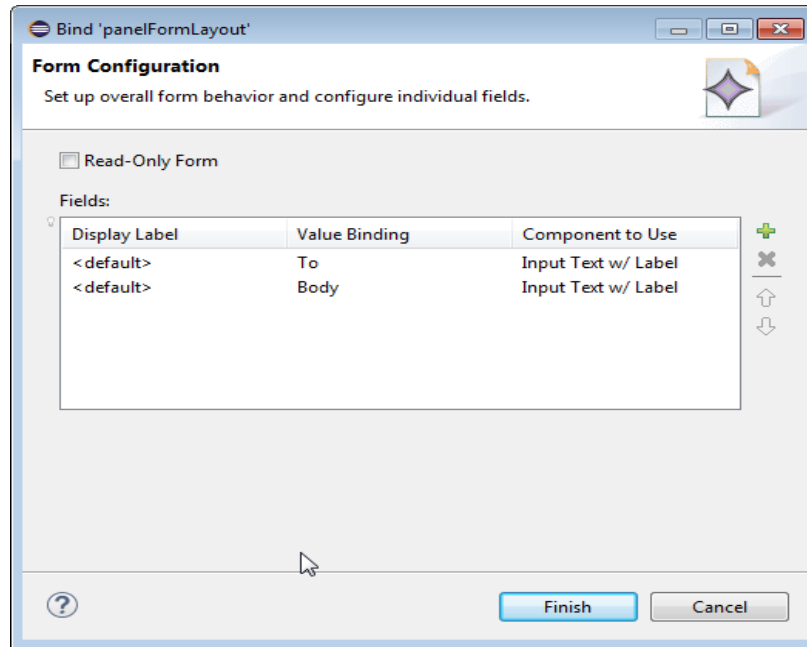 Bind 'panelFormLayout'
Form Configuration
Set up overall form behavior and configure individual fields.
Read-Only Form
Fields:
Display Label Value Binding Component to Use
<default> To Input Text w/ Label
<default> Body Input Text w/ Label
? Finish Cancel